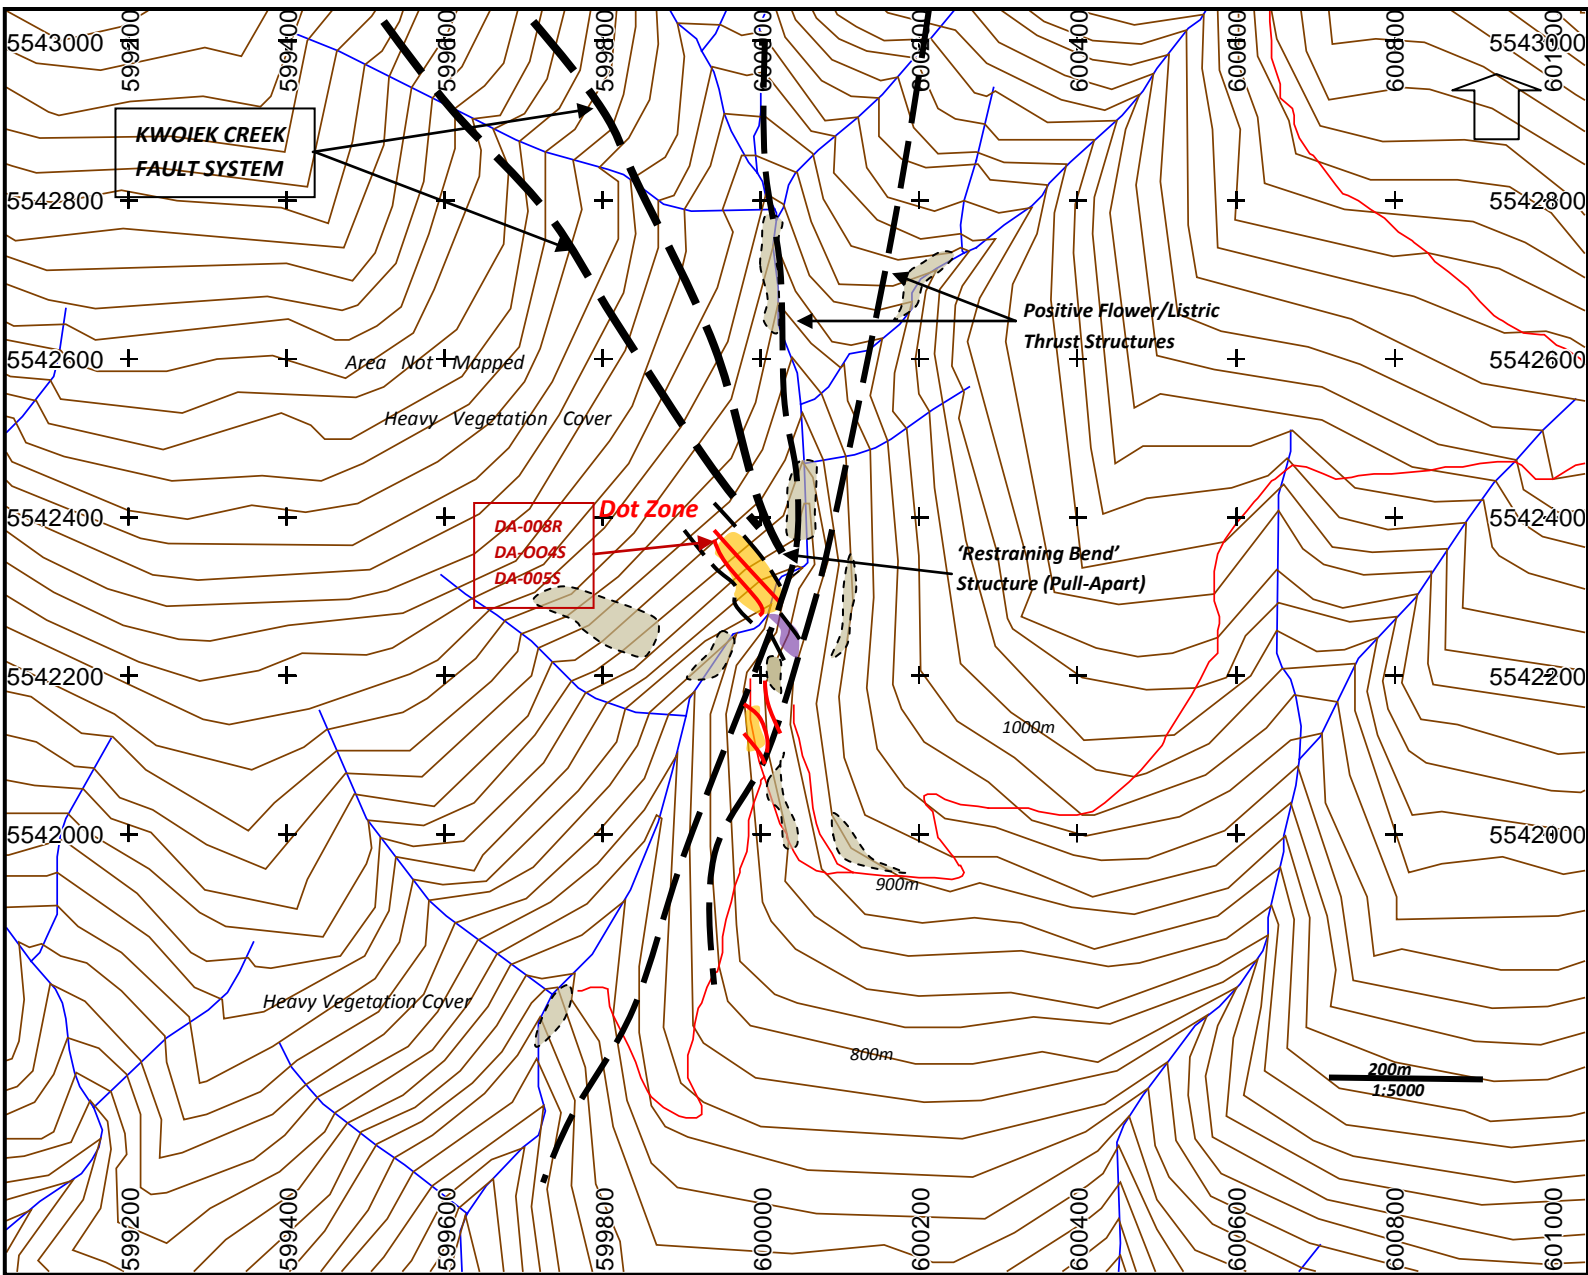 599200
599400
599600
599800
600000
600200
600400
600600
600800
601000
5543000
5543000
KWOIEK CREEK
FAULT SYSTEM
5542800
5542800
Positive Flower/Listric
Thrust Structures
5542600
5542600
Area Not Mapped
Heavy Vegetation Cover
5542400
5542400
Dot Zone
DA-008R
DA-OO4S
DA-005S
‘Restraining Bend’
Structure (Pull-Apart)
5542200
5542200
1000m
5542000
5542000
900m
Heavy Vegetation Cover
800m
200m
1:5000
599200
599400
599600
599800
600000
600200
600400
600600
600800
601000